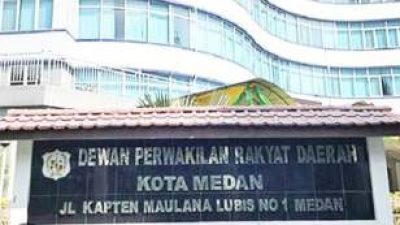 DEWAN PERWAKILAN RAKYAT DAERAH
KOTA MEDAN
JL KAPTEN MAULANA LUBIS NO 1 MEDAN